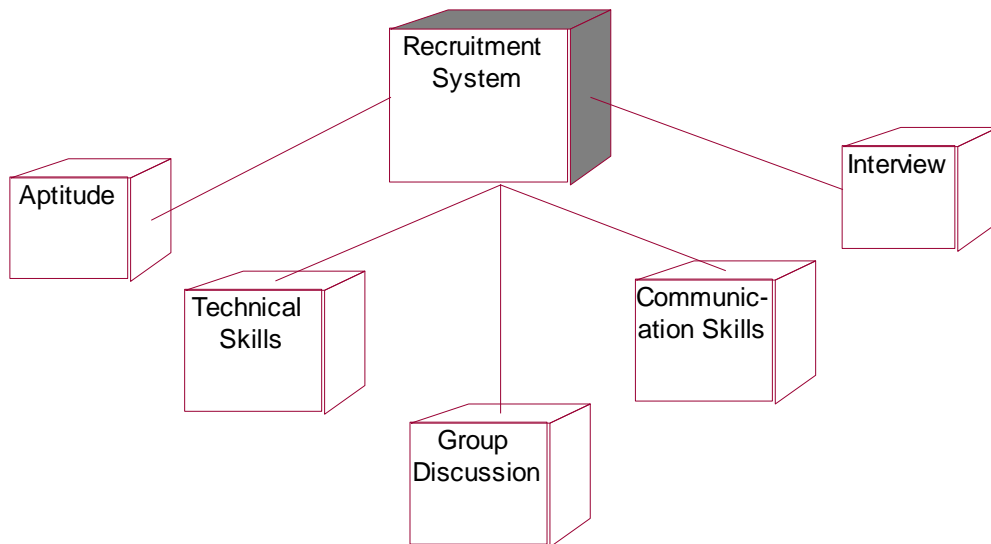 Recruitment
System
Aptitude
Interview
Technical
Skills
Communic-
ation Skills
Group
Discussion